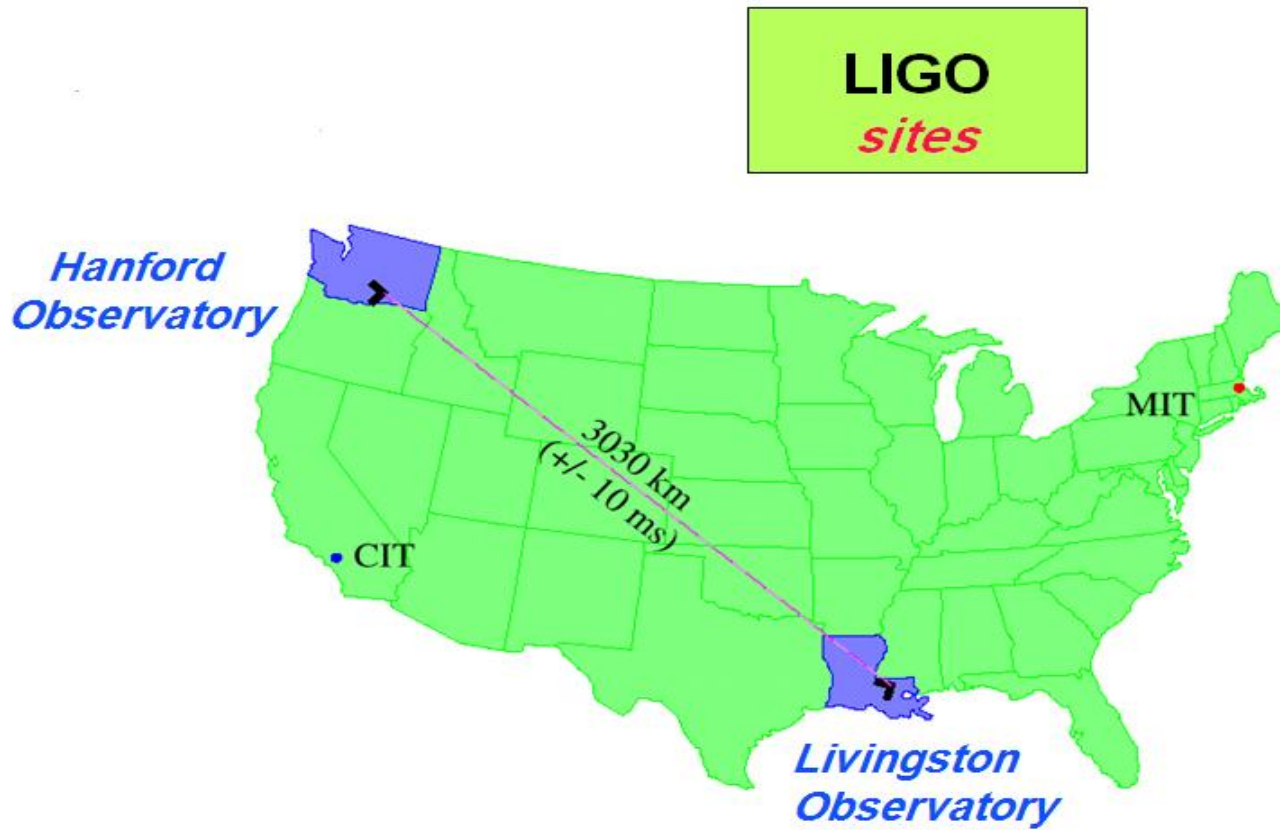 LIGO
sites
Hanford
Observatory
MIT
3030 km
(+/- 10 ms)
CIT
Livingston
Observatory